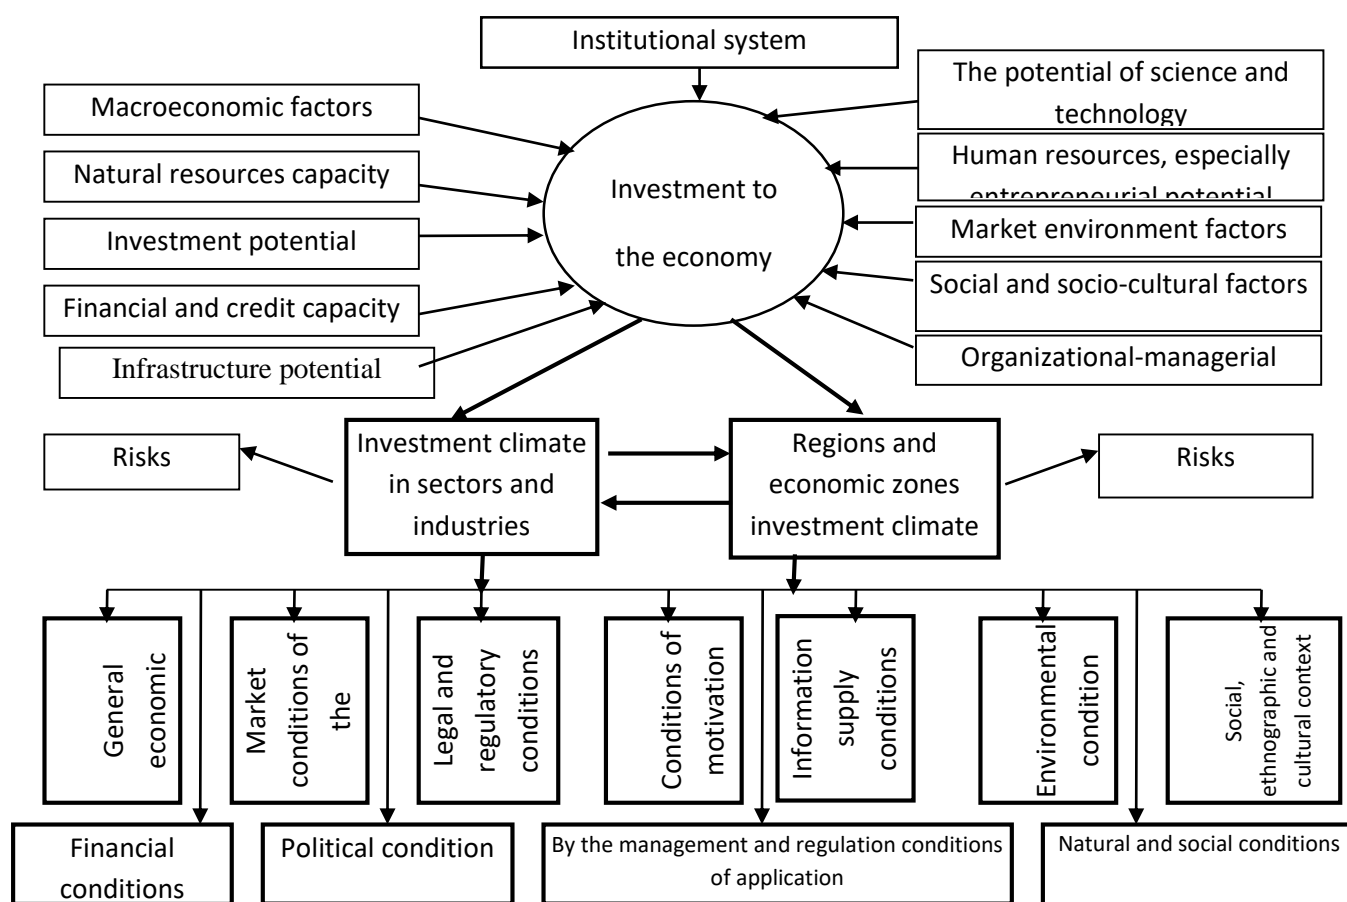 Institutional system
The potential of science and
technology
Macroeconomic factors
Human resources, especially
entrepreneurial potential
Natural resources capacity
Investment to
the economy
Investment potential
Market environment factors
Financial and credit capacity
Social and socio-cultural factors
Infrastructure potential
Organizational-managerial
Risks
Investment climate
in sectors and
industries
Regions and
economic zones
investment climate
Risks
General
economic
Market
conditions of
the
Legal and
regulatory
conditions
Conditions of
motivation
Information
supply
conditions
Environmental
condition
Social,
ethnographic and
cultural context
Financial
conditions
Political condition
By the management and regulation conditions
of application
Natural and social conditions